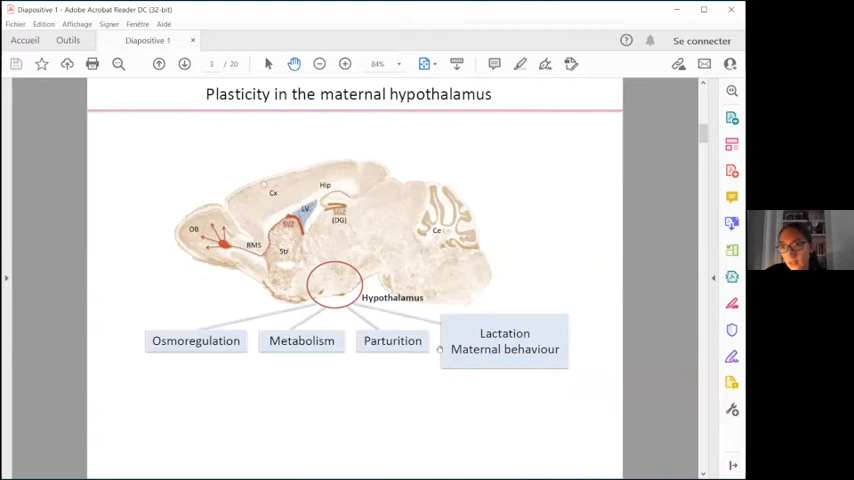 Diapositive 1 - Adobe Acrobat Reader DC (32-bit)
Fichier Edition Affichage Signer Fenêtre Aide
Accueil Outils Diapositive 1 × Se connecter
3 / 20 84%
Plasticity in the maternal hypothalamus
Cx
Hip
LV
SVZ
SGZ
(DG)
OB
RMS
Str
Ce
Hypothalamus
Osmoregulation
Metabolism
Parturition
Lactation
Maternal behaviour